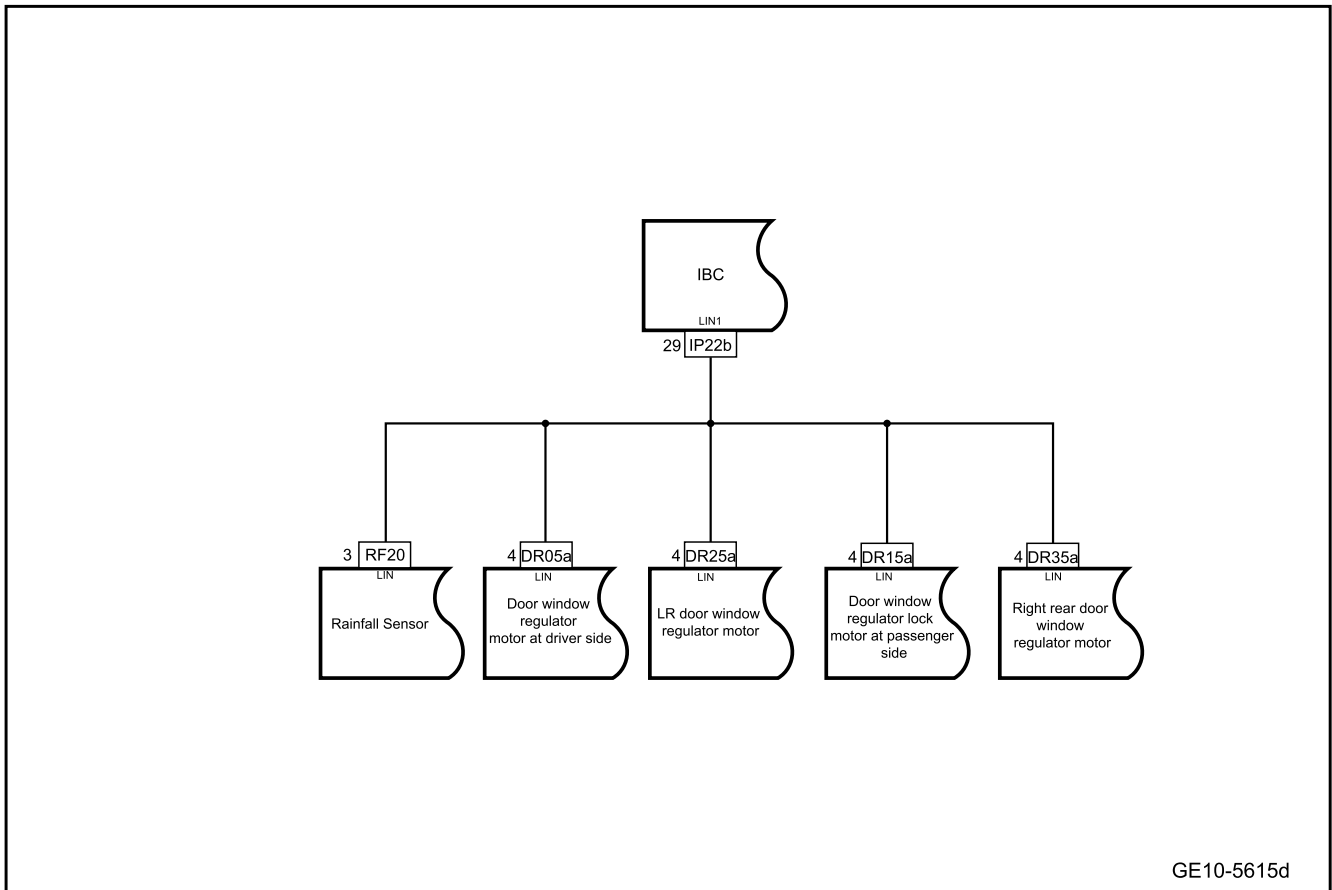 IBC
LIN1
29 IP22b
3 RF20
LIN
Rainfall Sensor
4 DR05a
LIN
Door window
regulator
motor at driver side
4 DR25a
LIN
LR door window
regulator motor
4 DR15a
LIN
Door window
regulator lock
motor at passenger
side
4 DR35a
LIN
Right rear door
window
regulator motor
GE10-5615d